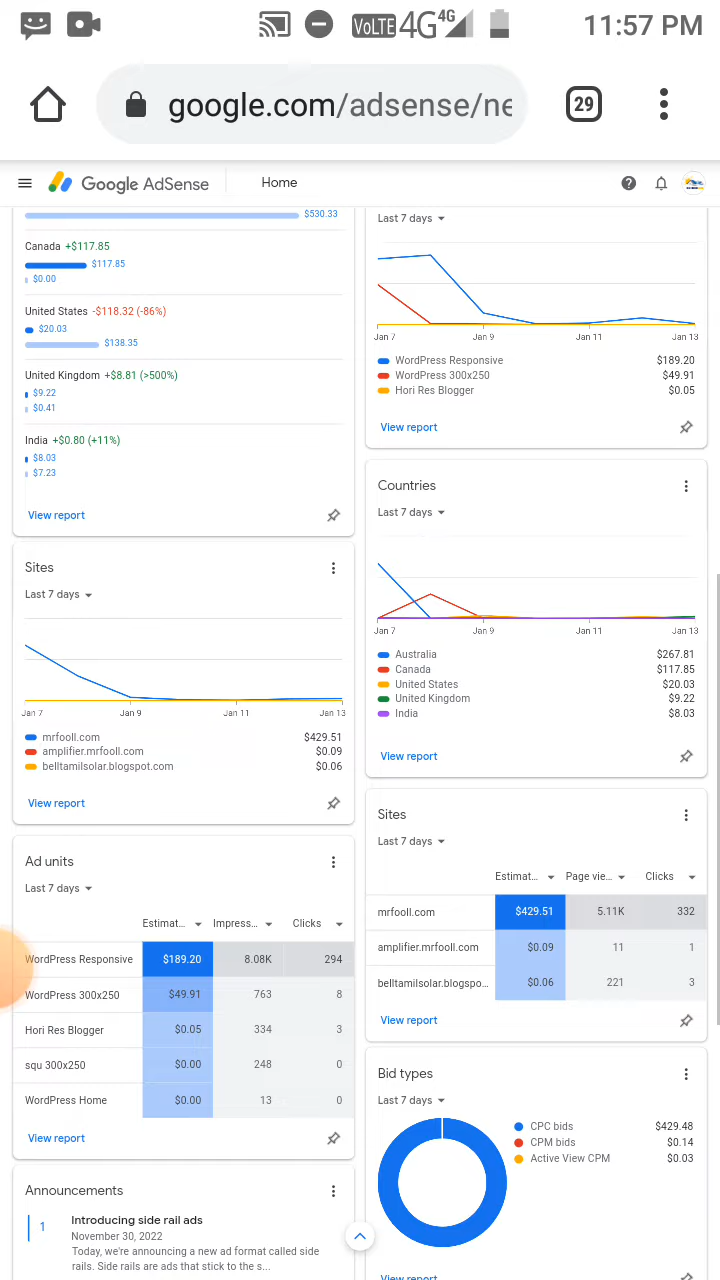 VoLTE 4G 4G 11:57 PM
google.com/adsense/ne
29
Google AdSense
Home
$530.33
Canada +$117.85
$117.85
$0.00
United States -$118.32 (-86%)
$20.03
$138.35
United Kingdom +$8.81 (>500%)
$9.22
$0.41
India +$0.80 (+11%)
$8.03
$7.23
View report
Sites
Last 7 days
Jan 7 Jan 9 Jan 11 Jan 13
mrfooll.com $429.51
amplifier.mrfooll.com $0.09
belltamilsolar.blogspot.com $0.06
View report
Ad units
Last 7 days
Estimat... Impress... Clicks
WordPress Responsive $189.20 8.08K 294
WordPress 300x250 $49.91 763 8
Hori Res Blogger $0.05 334 3
squ 300x250 $0.00 248 0
WordPress Home $0.00 13 0
View report
Announcements
1 Introducing side rail ads
November 30, 2022
Today, we're announcing a new ad format called side
rails. Side rails are ads that stick to the s...
Last 7 days
Jan 7 Jan 9 Jan 11 Jan 13
WordPress Responsive $189.20
WordPress 300x250 $49.91
Hori Res Blogger $0.05
View report
Countries
Last 7 days
Jan 7 Jan 9 Jan 11 Jan 13
Australia $267.81
Canada $117.85
United States $20.03
United Kingdom $9.22
India $8.03
View report
Sites
Last 7 days
Estimat... Page vie... Clicks
mrfooll.com $429.51 5.11K 332
amplifier.mrfooll.com $0.09 11 1
belltamilsolar.blogspo... $0.06 221 3
View report
Bid types
Last 7 days
CPC bids $429.48
CPM bids $0.14
Active View CPM $0.03
View report